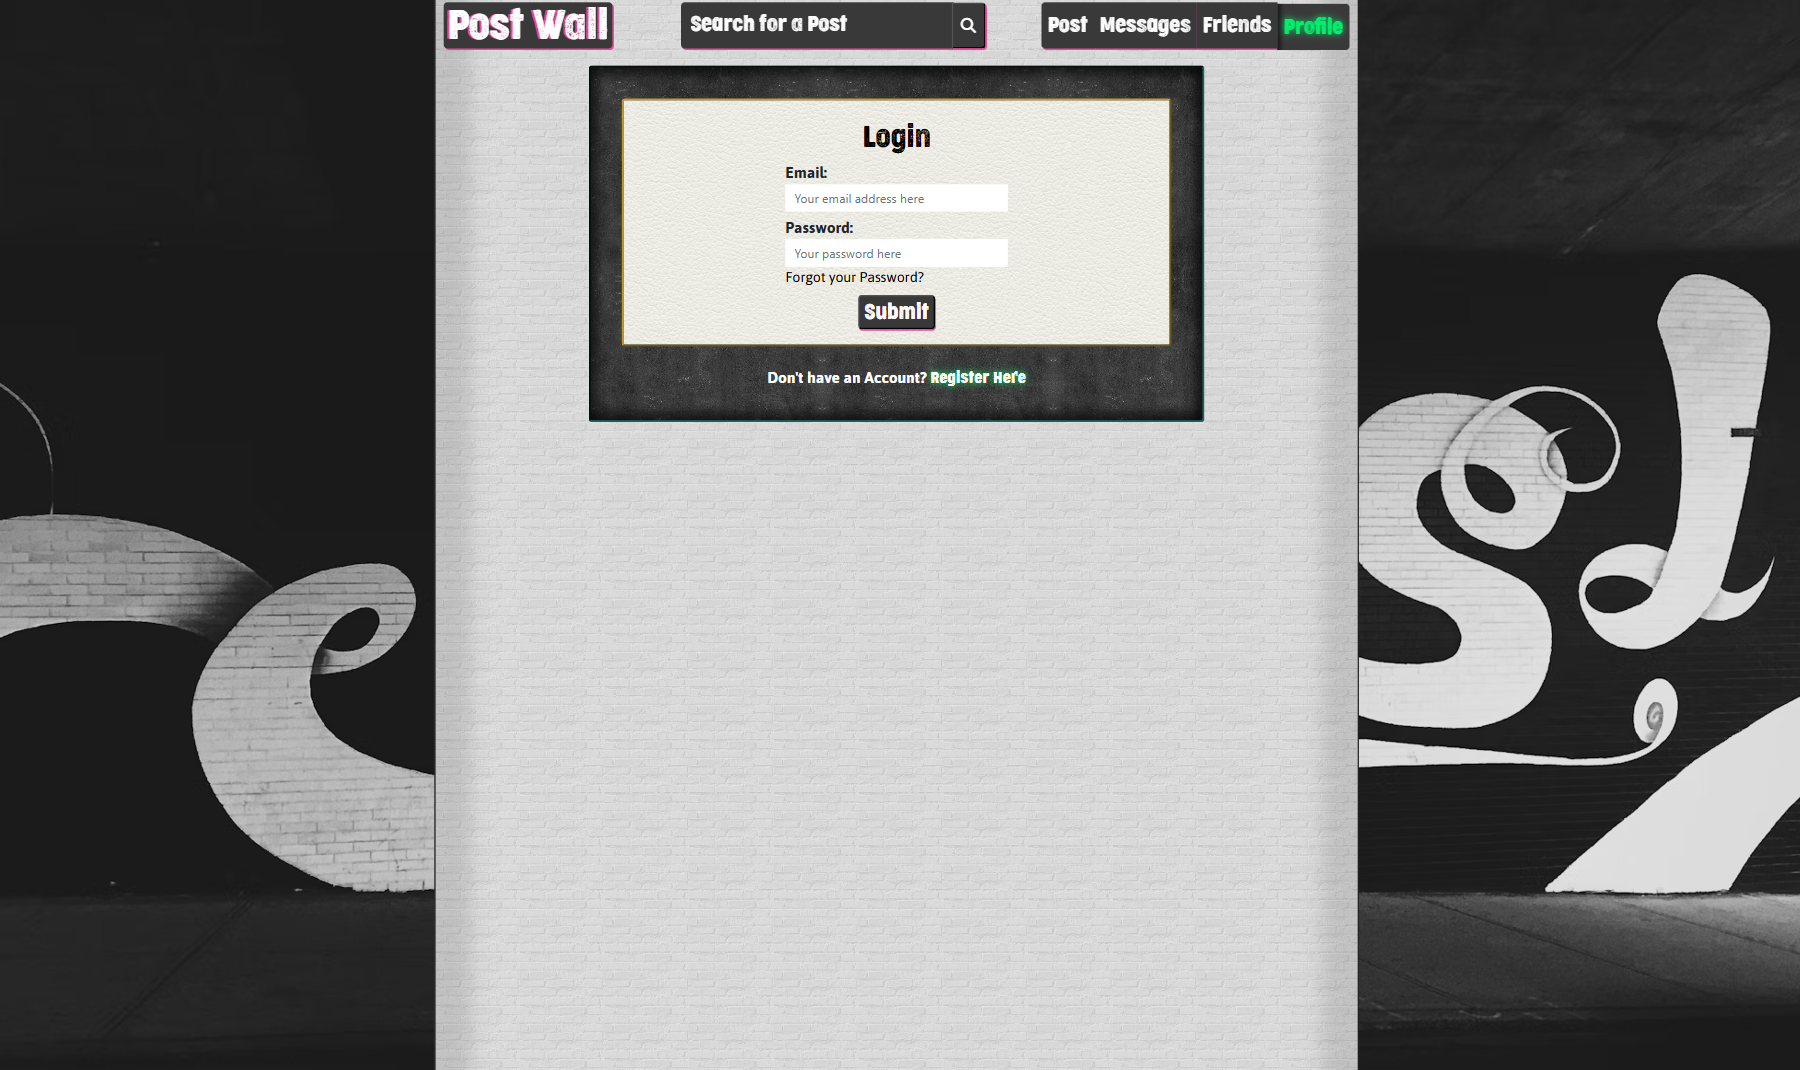 Post Wall
Search for a Post
Post Messages Friends Profile
Login
Email:
Your email address here
Password:
Your password here
Forgot your Password?
Submit
Don't have an Account? Register Here